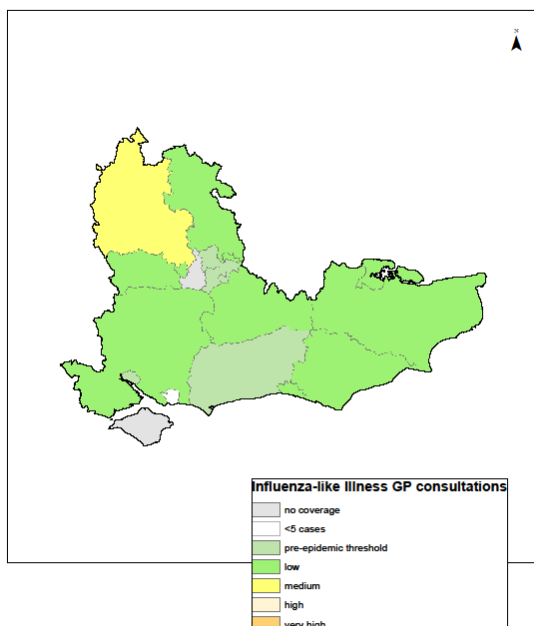 N
Influenza-like Illness GP consultations
no coverage
<5 cases
pre-epidemic threshold
low
medium
high
very high